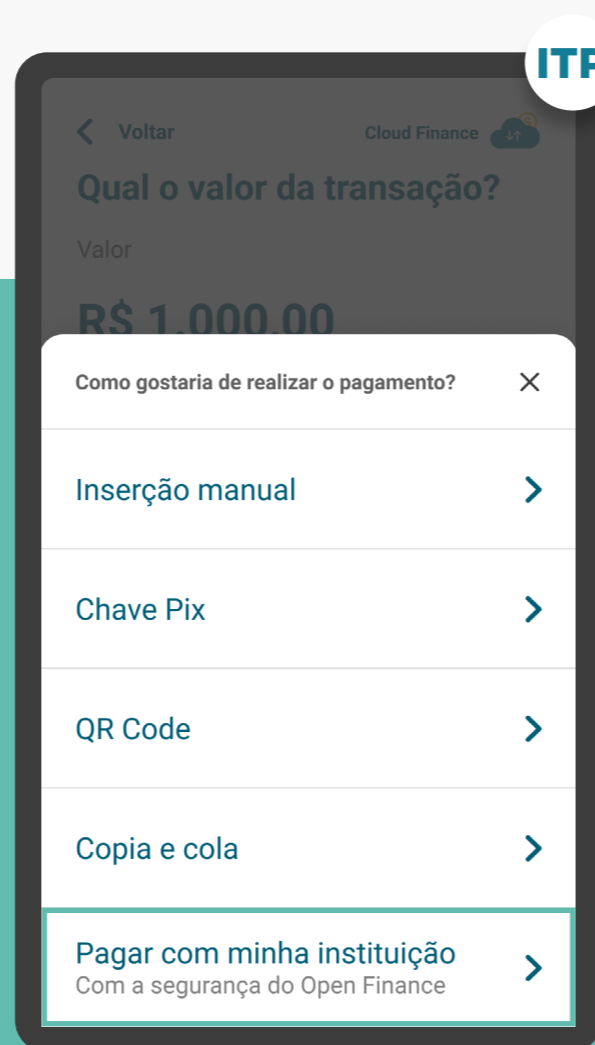 ITP
Voltar
Cloud Finance
Qual o valor da transação?
Valor
R$ 1.000,00
Como gostaria de realizar o pagamento?
Inserção manual
Chave Pix
QR Code
Copia e cola
Pagar com minha instituição
Com a segurança do Open Finance